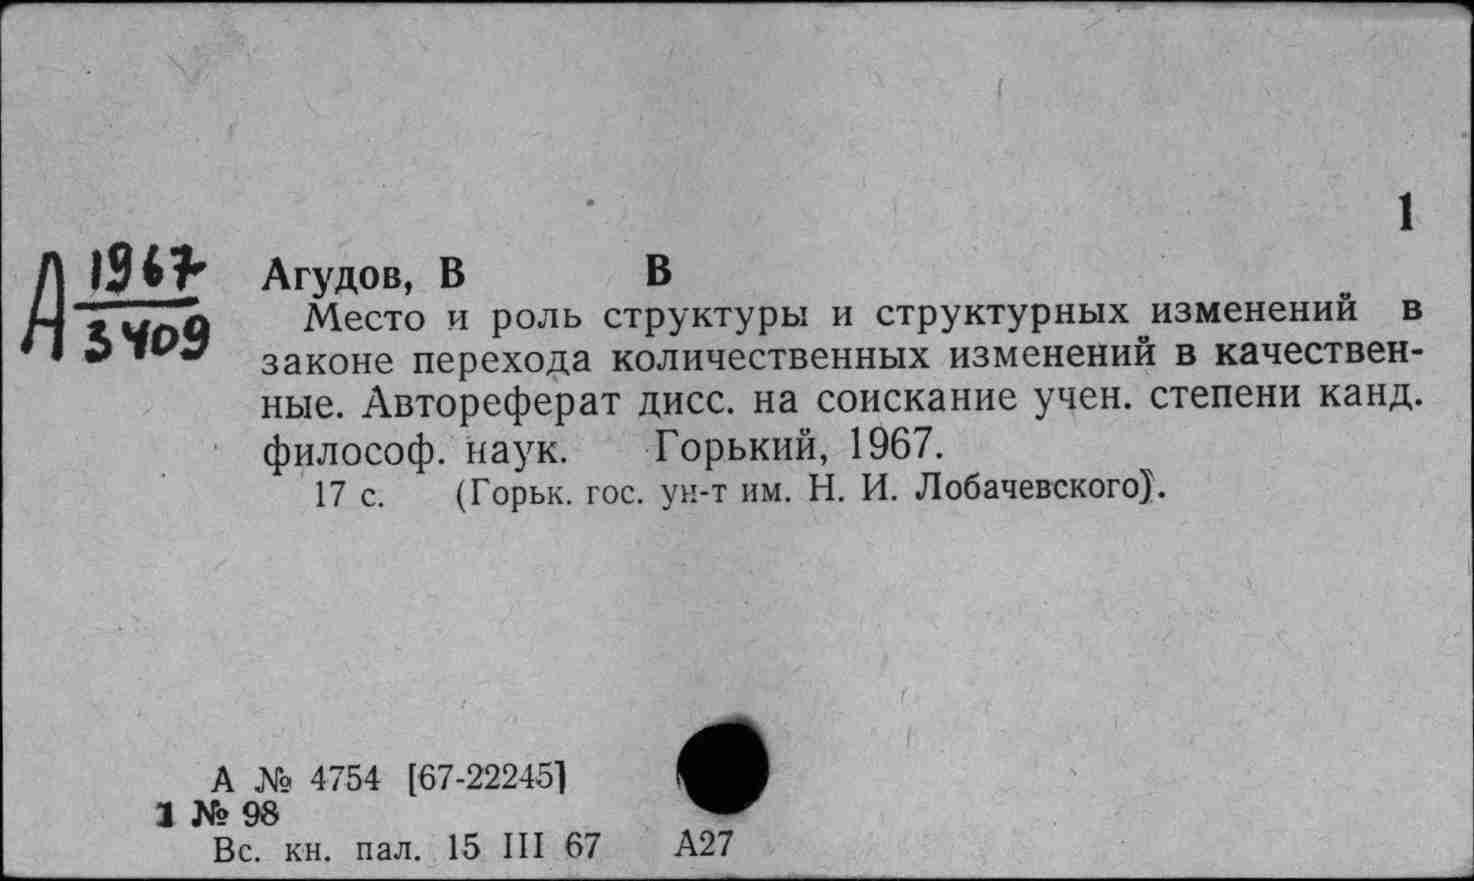 1
А 1967
3409
Агудов, В В
Место и роль структуры и структурных изменений в
законе перехода количественных изменений в качествен-
ные. Автореферат дисс. на соискание учен. степени канд.
философ. наук. Горький, 1967.
17 с. (Горьк. гос. ун-т им. Н. И. Лобачевского).
А № 4754 [67-22245]
1 № 98
Вс. кн. пал. 15 III 67 А27